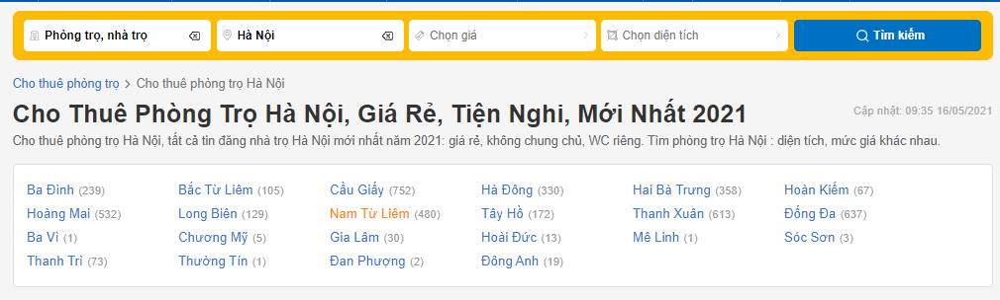 Phòng trọ, nhà trọ Hà Nội Chọn giá Chọn diện tích Tìm kiếm
Cho thuê phòng trọ > Cho thuê phòng trọ Hà Nội
Cho Thuê Phòng Trọ Hà Nội, Giá Rẻ, Tiện Nghi, Mới Nhất 2021 Cập nhật: 09:35 16/05/2021
Cho thuê phòng trọ Hà Nội, tất cả tin đăng nhà trọ Hà Nội mới nhất năm 2021: giá rẻ, không chung chủ, WC riêng. Tìm phòng trọ Hà Nội : diện tích, mức giá khác nhau.
Ba Đình (239) Bắc Từ Liêm (105) Cầu Giấy (752) Hà Đông (330) Hai Bà Trưng (358) Hoàn Kiếm (67)
Hoàng Mai (532) Long Biên (129) Nam Từ Liêm (480) Tây Hồ (172) Thanh Xuân (613) Đống Đa (637)
Ba Vì (1) Chương Mỹ (5) Gia Lâm (30) Hoài Đức (13) Mê Linh (1) Sóc Sơn (3)
Thanh Trì (73) Thường Tín (1) Đan Phượng (2) Đông Anh (19)